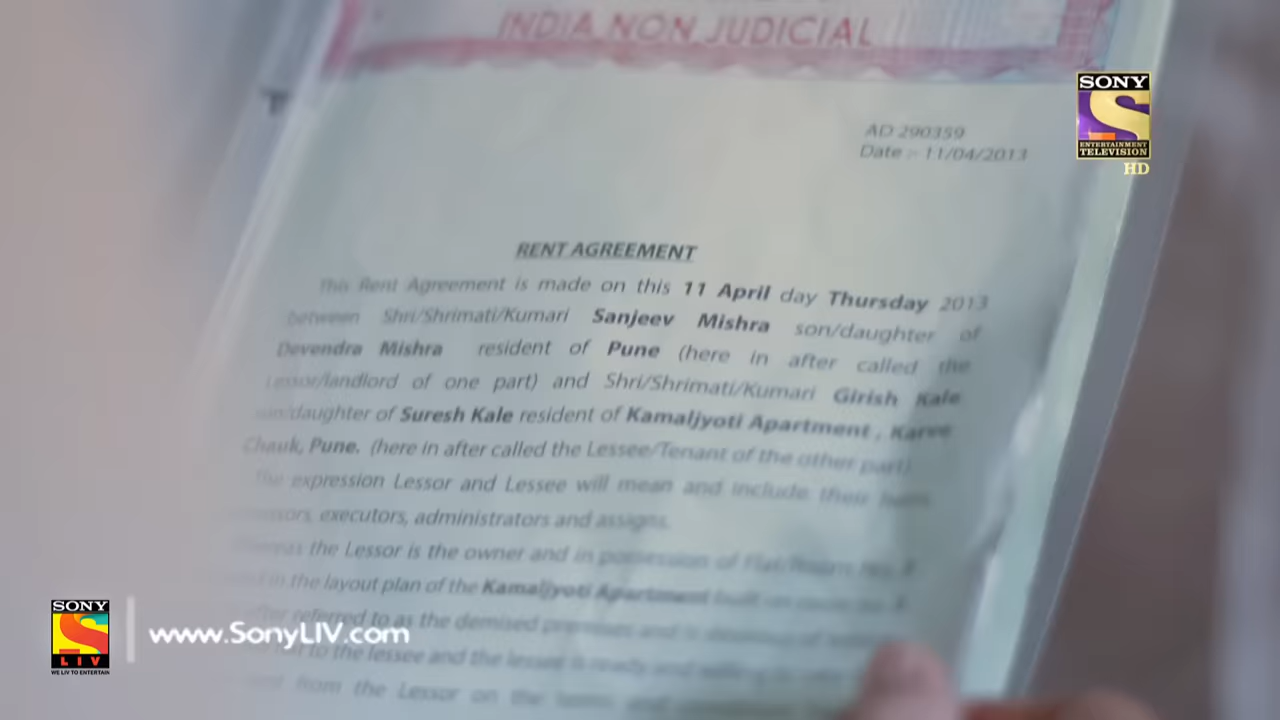 INDIA NON JUDICIAL
SONY
S
ENTERTAINMENT
TELEVISION
HD
AD 290359
Date :- 11/04/2013
RENT AGREEMENT
This Rent Agreement is made on this 11 April day Thursday 2013
between Shri/Shrimati/Kumari Sanjeev Mishra son/daughter of
Devendra Mishra resident of Pune (here in after called the
Lessor/landlord of one part) and Shri/Shrimati/Kumari Girish Kale
son/daughter of Suresh Kale resident of Kamaljyoti Apartment , Karve
Chauk, Pune. (here in after called the Lessee/Tenant of the other part)
The expression Lessor and Lessee will mean and include their
executors, administrators and assigns.
the Lessor is the owner and in possession of Flat/Room No.
in the layout plan of the Kamaljyoti Apartment
referred to as the demised premises and is
to the lessee and the
from the Lessor on the terms and
SONY
S
LIV
WE LIV TO ENTERTAIN
www.SonyLIV.com